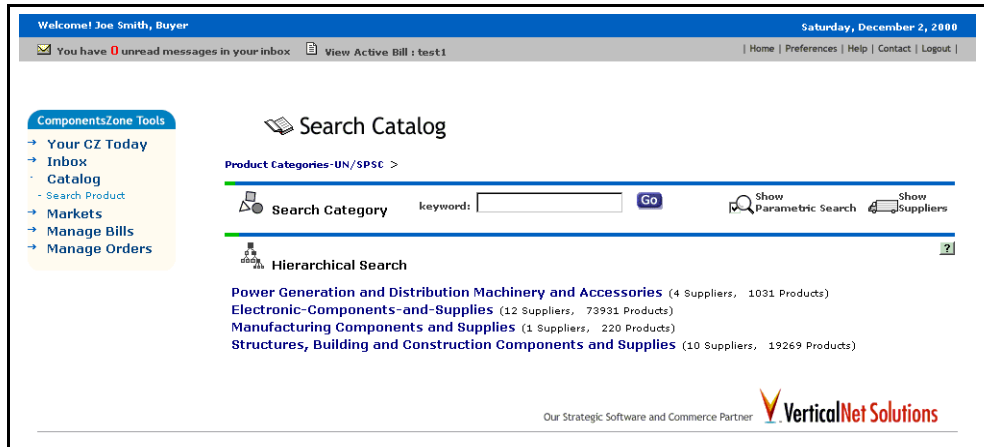 Welcome! Joe Smith, Buyer Saturday, December 2, 2000
You have 0 unread messages in your inbox View Active Bill : test1 | Home | Preferences | Help | Contact | Logout |
ComponentsZone Tools
Your CZ Today
Inbox
Catalog
- Search Product
Markets
Manage Bills
Manage Orders
Search Catalog
Product Categories-UN/SPSC >
Search Category keyword: Go Show Parametric Search Show Suppliers
Hierarchical Search ?
Power Generation and Distribution Machinery and Accessories (4 Suppliers, 1031 Products)
Electronic-Components-and-Supplies (12 Suppliers, 73931 Products)
Manufacturing Components and Supplies (1 Suppliers, 220 Products)
Structures, Building and Construction Components and Supplies (10 Suppliers, 19269 Products)
Our Strategic Software and Commerce Partner VerticalNet Solutions